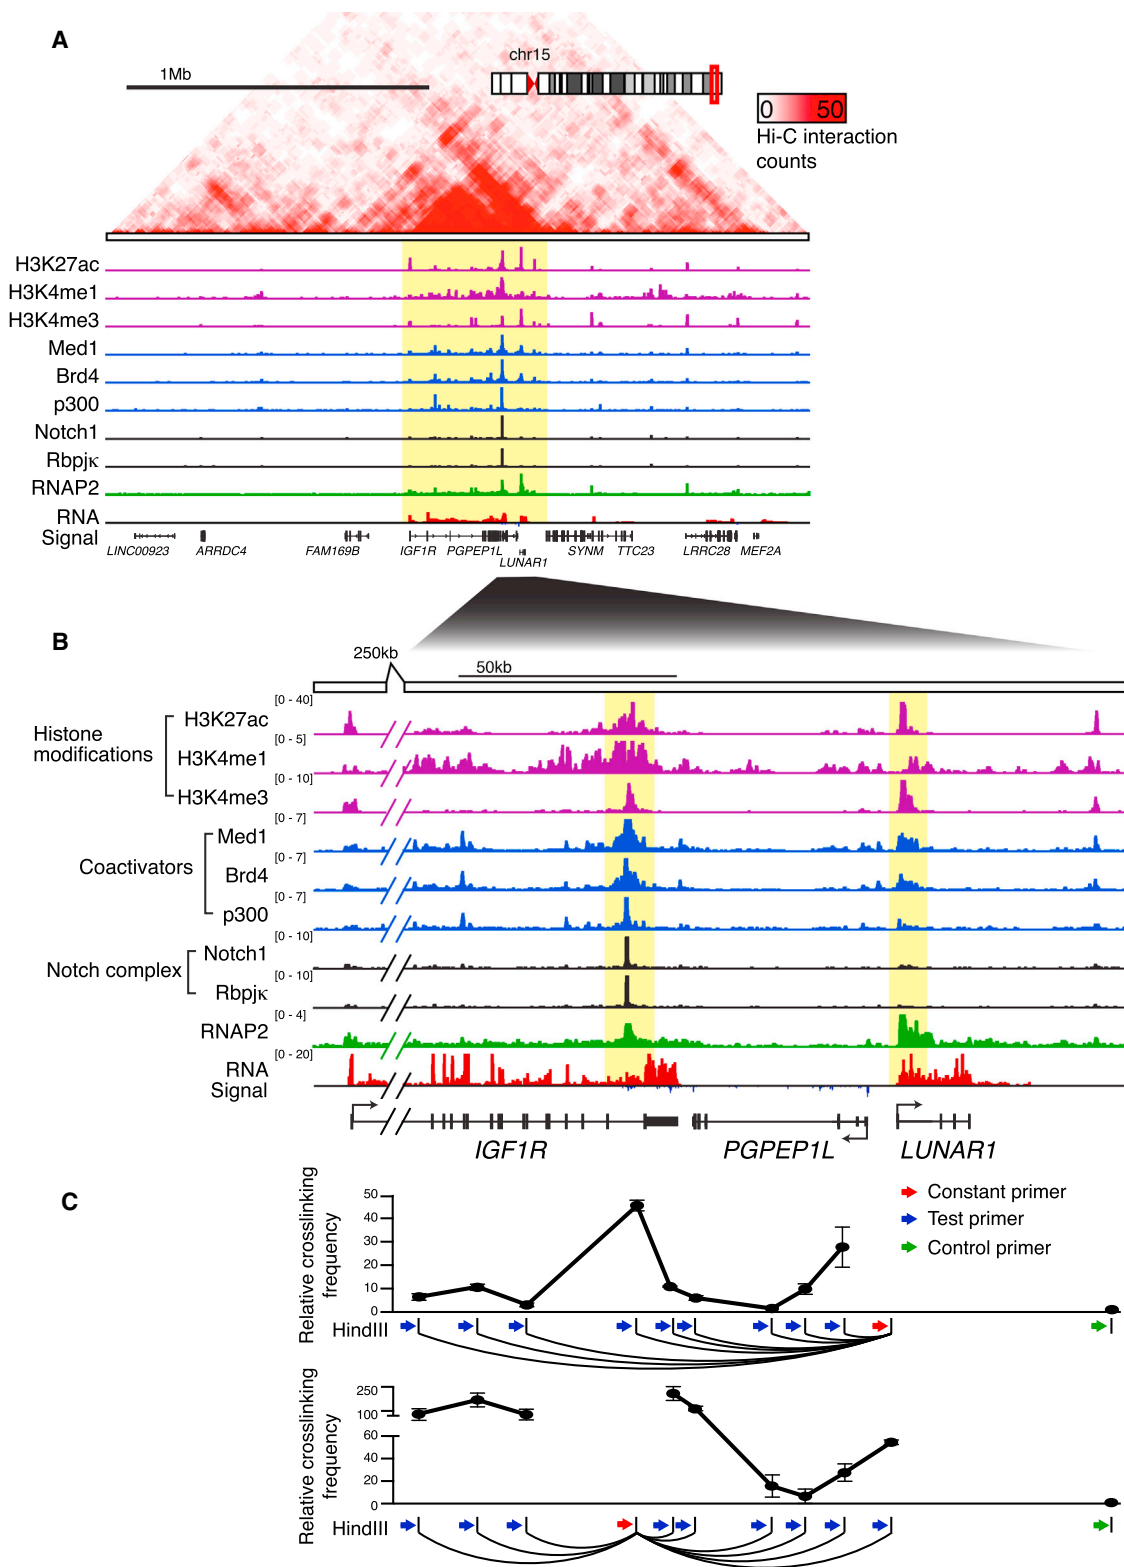 A
chr15
1Mb
0 50
Hi-C interaction
counts
H3K27ac
H3K4me1
H3K4me3
Med1
Brd4
p300
Notch1
Rbpjκ
RNAP2
RNA
Signal
LINC00923 ARRDC4 FAM169B IGF1R PGPEP1L SYNM TTC23 LRRC28 MEF2A
LUNAR1
B
250kb
50kb
[0 - 40]
Histone
modifications
H3K27ac
[0 - 5]
H3K4me1
[0 - 10]
H3K4me3
[0 - 7]
Coactivators
Med1
[0 - 7]
Brd4
[0 - 7]
p300
[0 - 10]
Notch complex
Notch1
[0 - 10]
Rbpjκ
[0 - 4]
RNAP2
[0 - 20]
RNA
Signal
IGF1R PGPEP1L LUNAR1
C
Relative crosslinking
frequency
50
40
30
20
10
0
HindIII
Constant primer
Test primer
Control primer
Relative crosslinking
frequency
250
100
60
40
20
0
HindIII